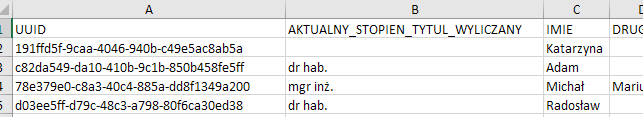 A B C D
1 UUID AKTUALNY_STOPIEN_TYTUL_WYLICZANY IMIE DRUG
2 191ffd5f-9caa-4046-940b-c49e5ac8ab5a Katarzyna
3 c82da549-da10-410b-9c1b-850b458fe5ff dr hab. Adam
4 78e379e0-c8a3-40c4-885a-dd8f1349a200 mgr inż. Michał Mariu
5 d03ee5ff-d79c-48c3-a798-80f6ca30ed38 dr hab. Radosław